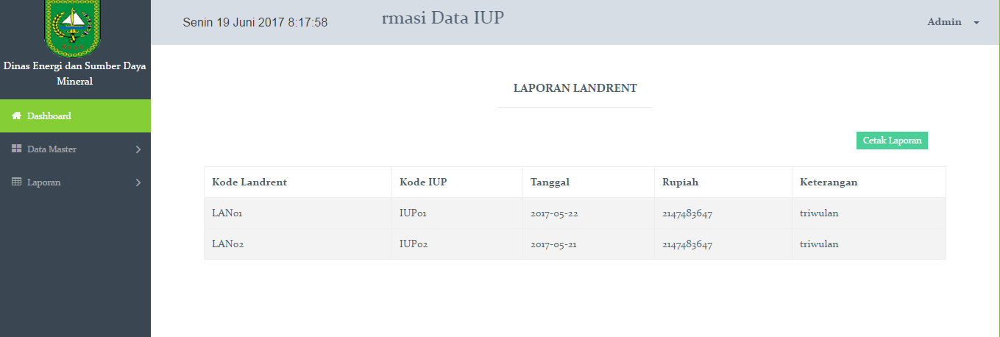 Senin 19 Juni 2017 8:17:58
rmasi Data IUP
Admin
Dinas Energi dan Sumber Daya
Mineral
Dashboard
Data Master
Laporan
LAPORAN LANDRENT
Cetak Laporan
Kode Landrent Kode IUP Tanggal Rupiah Keterangan
LAN01 IUP01 2017-05-22 2147483647 triwulan
LAN02 IUP02 2017-05-21 2147483647 triwulan